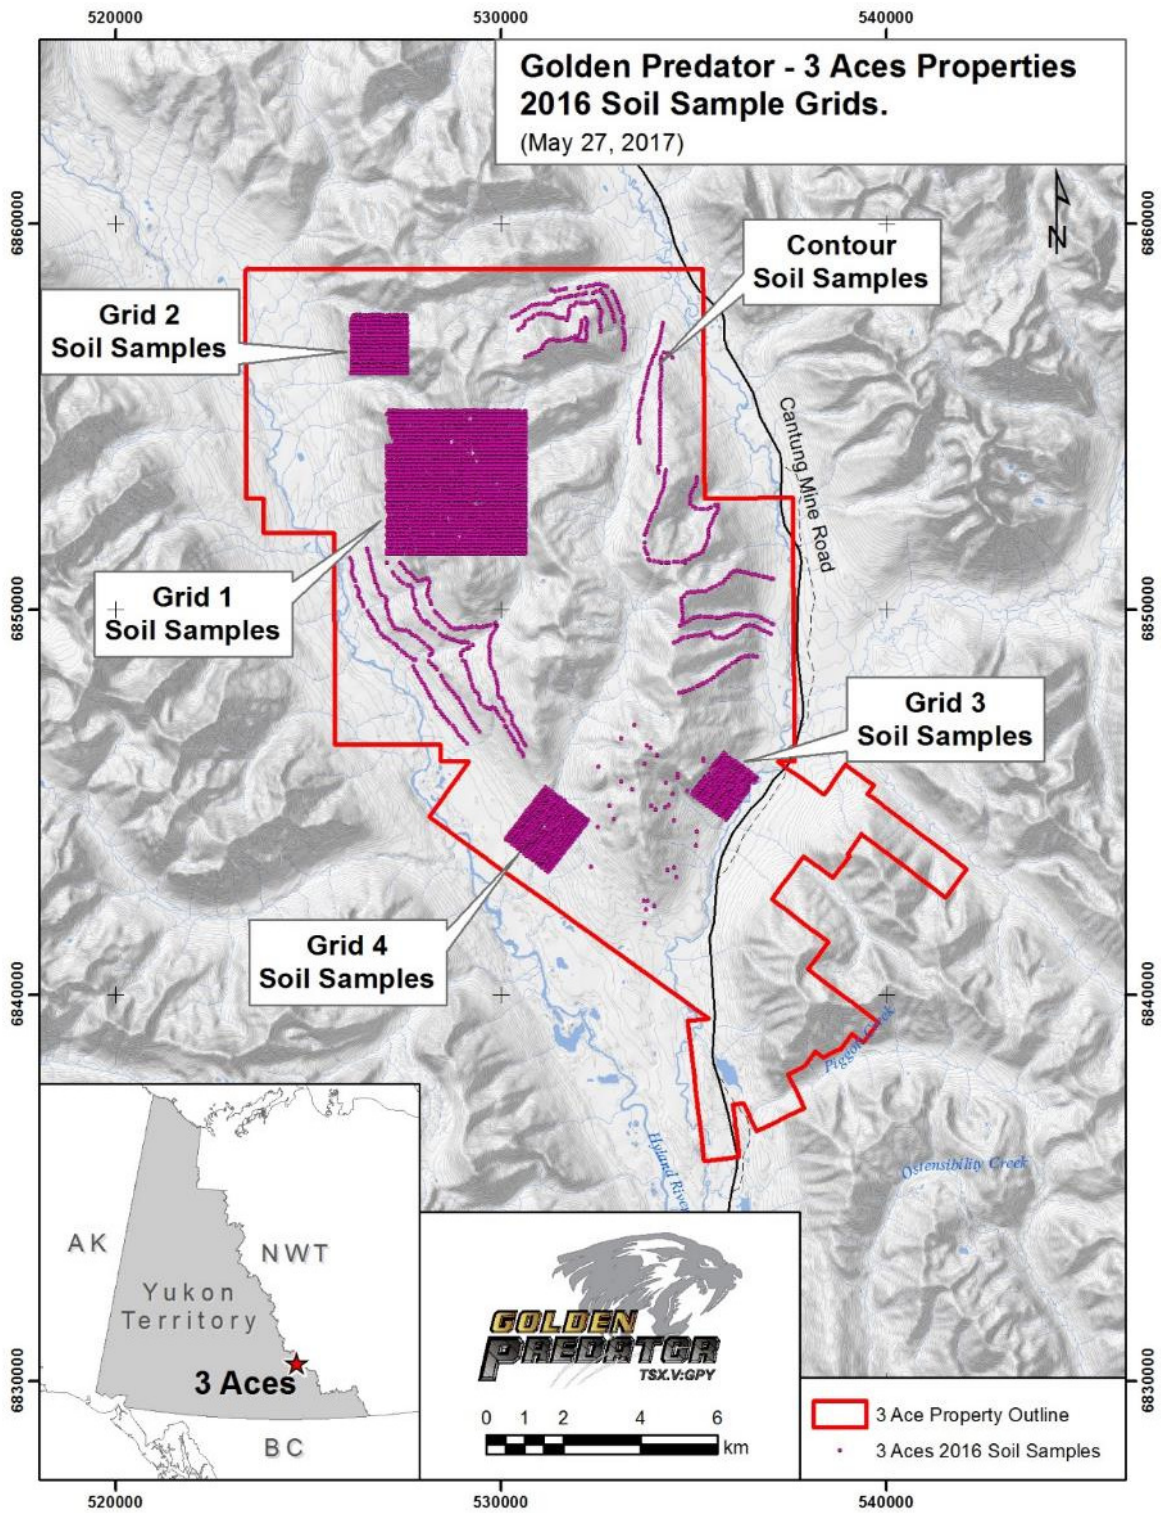 520000
530000
540000
Golden Predator - 3 Aces Properties
2016 Soil Sample Grids.
(May 27, 2017)
6860000
6860000
N
Contour
Soil Samples
Grid 2
Soil Samples
Cantung Mine Road
Grid 1
Soil Samples
6850000
6850000
Grid 3
Soil Samples
Grid 4
Soil Samples
6840000
6840000
Piggott Creek
Hyland River
Ostensibility Creek
AK
NWT
Yukon
Territory
3 Aces
BC
GOLDEN
PREDATOR
TSX.V:GPY
0 1 2 4 6
km
6830000
6830000
3 Ace Property Outline
3 Aces 2016 Soil Samples
520000
530000
540000